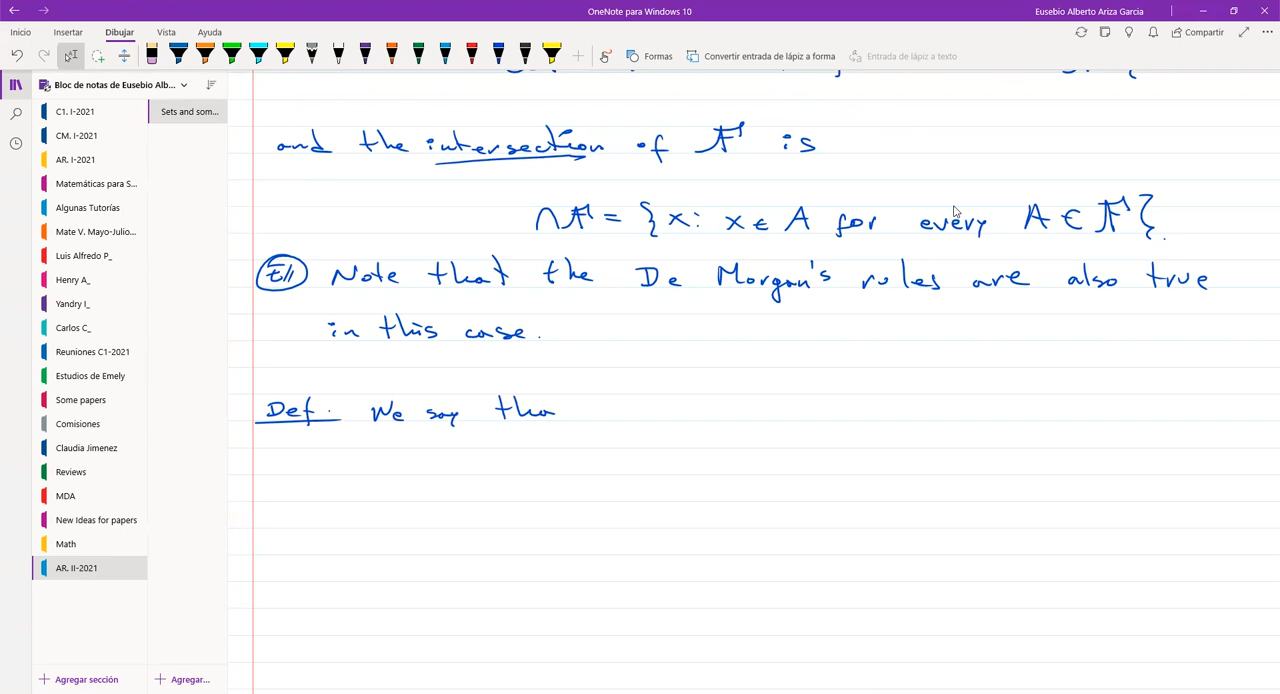 OneNote para Windows 10
Eusebio Alberto Ariza Garcia
Inicio
Insertar
Dibujar
Vista
Ayuda
Compartir
Formas
Convertir entrada de lápiz a forma
Entrada de lápiz a texto
Bloc de notas de Eusebio Alb...
C1. I-2021
CM. I-2021
AR. I-2021
Matemáticas para S...
Algunas Tutorías
Mate V. Mayo-Julio...
Luis Alfredo P_
Henry A_
Yandry I_
Carlos C_
Reuniones C1-2021
Estudios de Emely
Some papers
Comisiones
Claudia Jimenez
Reviews
MDA
New Ideas for papers
Math
AR. II-2021
Agregar sección
Sets and som...
Agregar...
and the intersection of 𝓕 is
∩𝓕 = {x: x ∈ A for every A ∈ 𝓕}.
Note that the De Morgan's rules are also true
in this case.
Def. We say tha